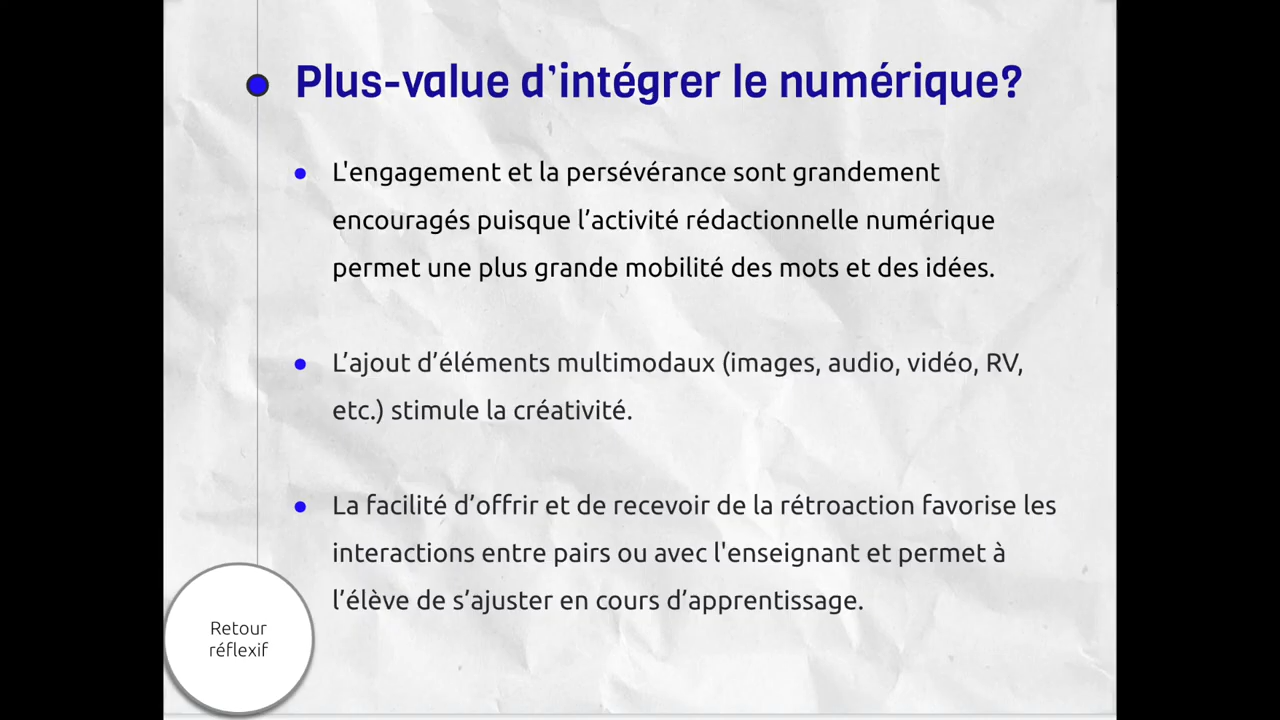 Plus-value d’intégrer le numérique?
L'engagement et la persévérance sont grandement
encouragés puisque l’activité rédactionnelle numérique
permet une plus grande mobilité des mots et des idées.
L’ajout d’éléments multimodaux (images, audio, vidéo, RV,
etc.) stimule la créativité.
La facilité d’offrir et de recevoir de la rétroaction favorise les
interactions entre pairs ou avec l'enseignant et permet à
l’élève de s’ajuster en cours d’apprentissage.
Retour
réflexif